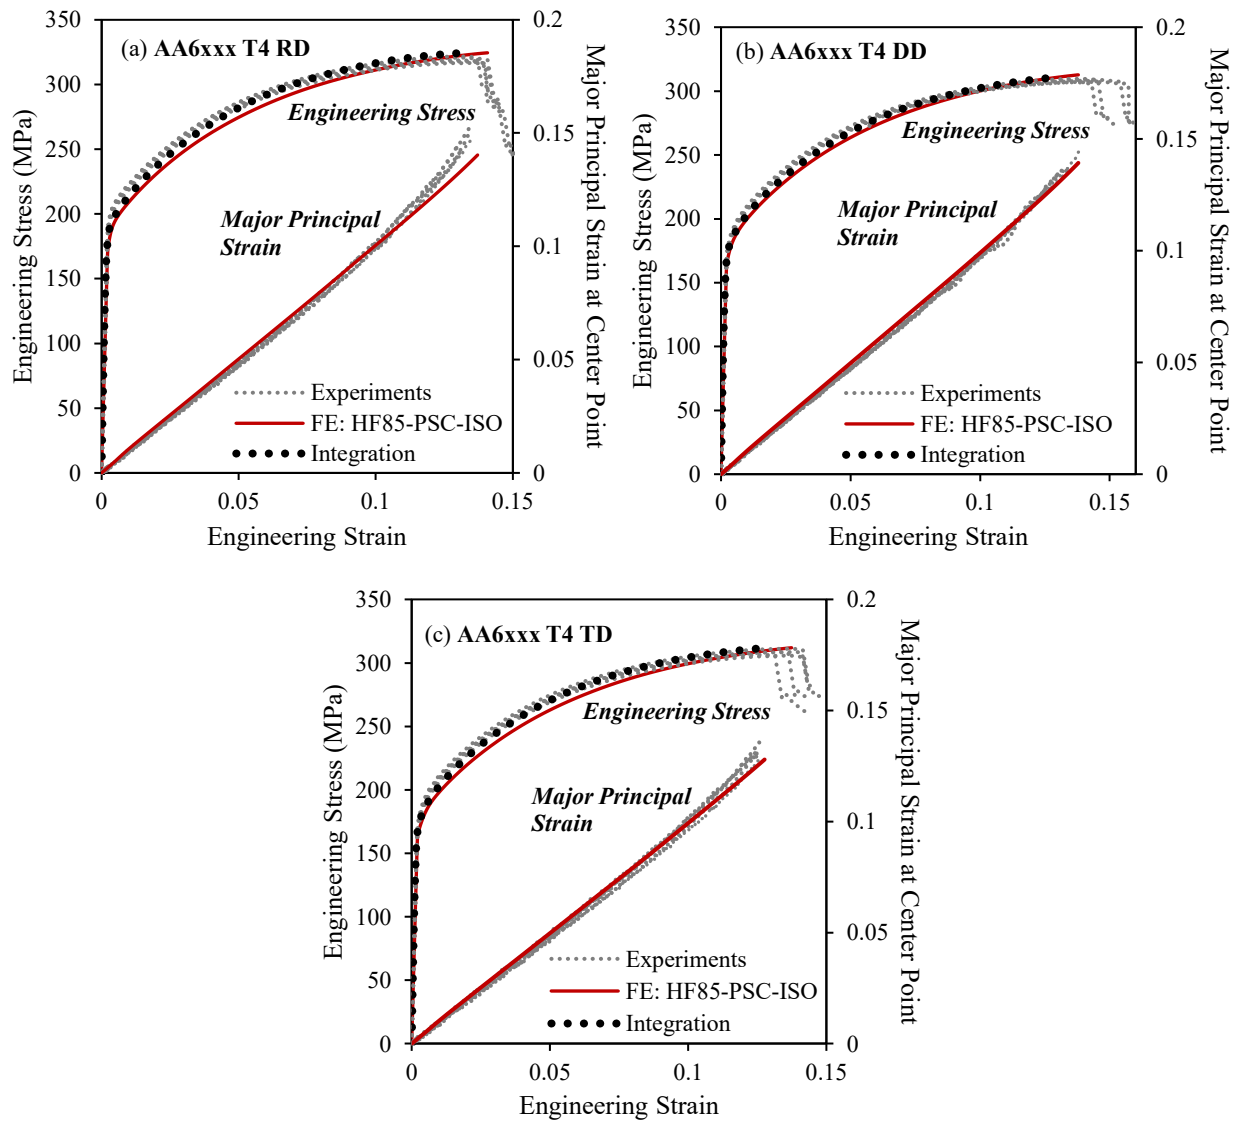 (a) AA6xxx T4 RD
Engineering Stress (MPa)
350
300
250
200
150
100
50
0
0
0.05
0.1
0.15
Engineering Strain
0.2
0.15
0.1
0.05
0
Major Principal Strain at Center Point
Engineering Stress
Major Principal
Strain
Experiments
FE: HF85-PSC-ISO
Integration
(b) AA6xxx T4 DD
Engineering Stress (MPa)
350
300
250
200
150
100
50
0
0
0.05
0.1
0.15
Engineering Strain
0.2
0.15
0.1
0.05
0
Major Principal Strain at Center Point
Engineering Stress
Major Principal
Strain
Experiments
FE: HF85-PSC-ISO
Integration
(c) AA6xxx T4 TD
Engineering Stress (MPa)
350
300
250
200
150
100
50
0
0
0.05
0.1
0.15
Engineering Strain
0.2
0.15
0.1
0.05
0
Major Principal Strain at Center Point
Engineering Stress
Major Principal
Strain
Experiments
FE: HF85-PSC-ISO
Integration